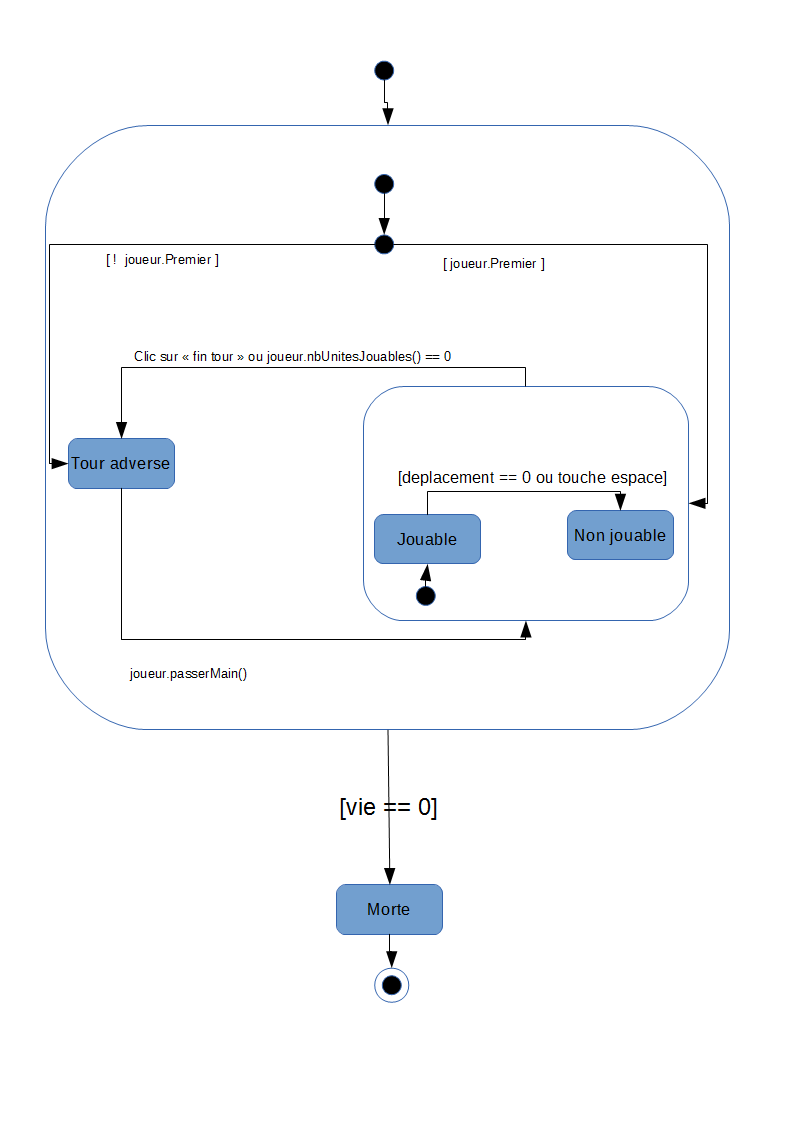 [ !  joueur.Premier ]
[ joueur.Premier ]
Clic sur « fin tour » ou joueur.nbUnitesJouables() == 0
Tour adverse
[deplacement == 0 ou touche espace]
Jouable
Non jouable
joueur.passerMain()
[vie == 0]
Morte